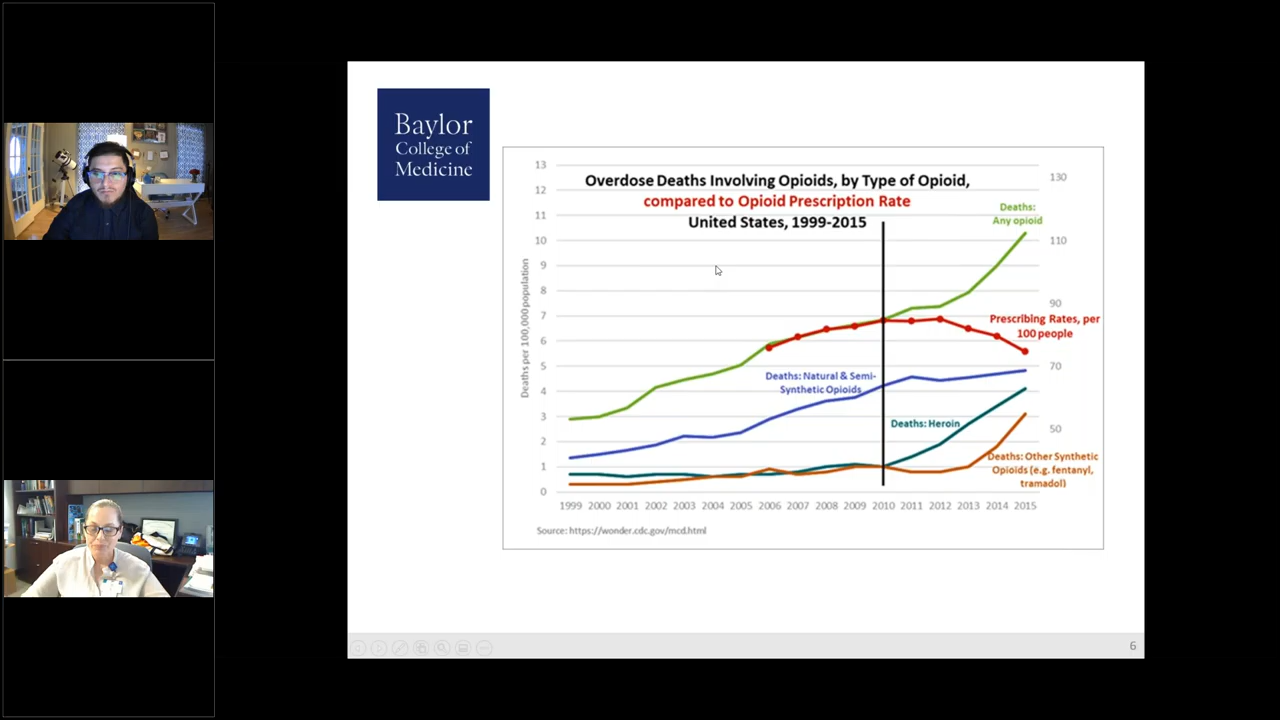 Baylor
College of
Medicine
Overdose Deaths Involving Opioids, by Type of Opioid,
compared to Opioid Prescription Rate
United States, 1999-2015
Deaths per 100,000 population
13
12
11
10
9
8
7
6
5
4
3
2
1
0
130
110
90
70
50
Deaths:
Any opioid
Prescribing Rates, per
100 people
Deaths: Natural & Semi-
Synthetic Opioids
Deaths: Heroin
Deaths: Other Synthetic
Opioids (e.g. fentanyl,
tramadol)
1999 2000 2001 2002 2003 2004 2005 2006 2007 2008 2009 2010 2011 2012 2013 2014 2015
Source: https://wonder.cdc.gov/mcd.html
6